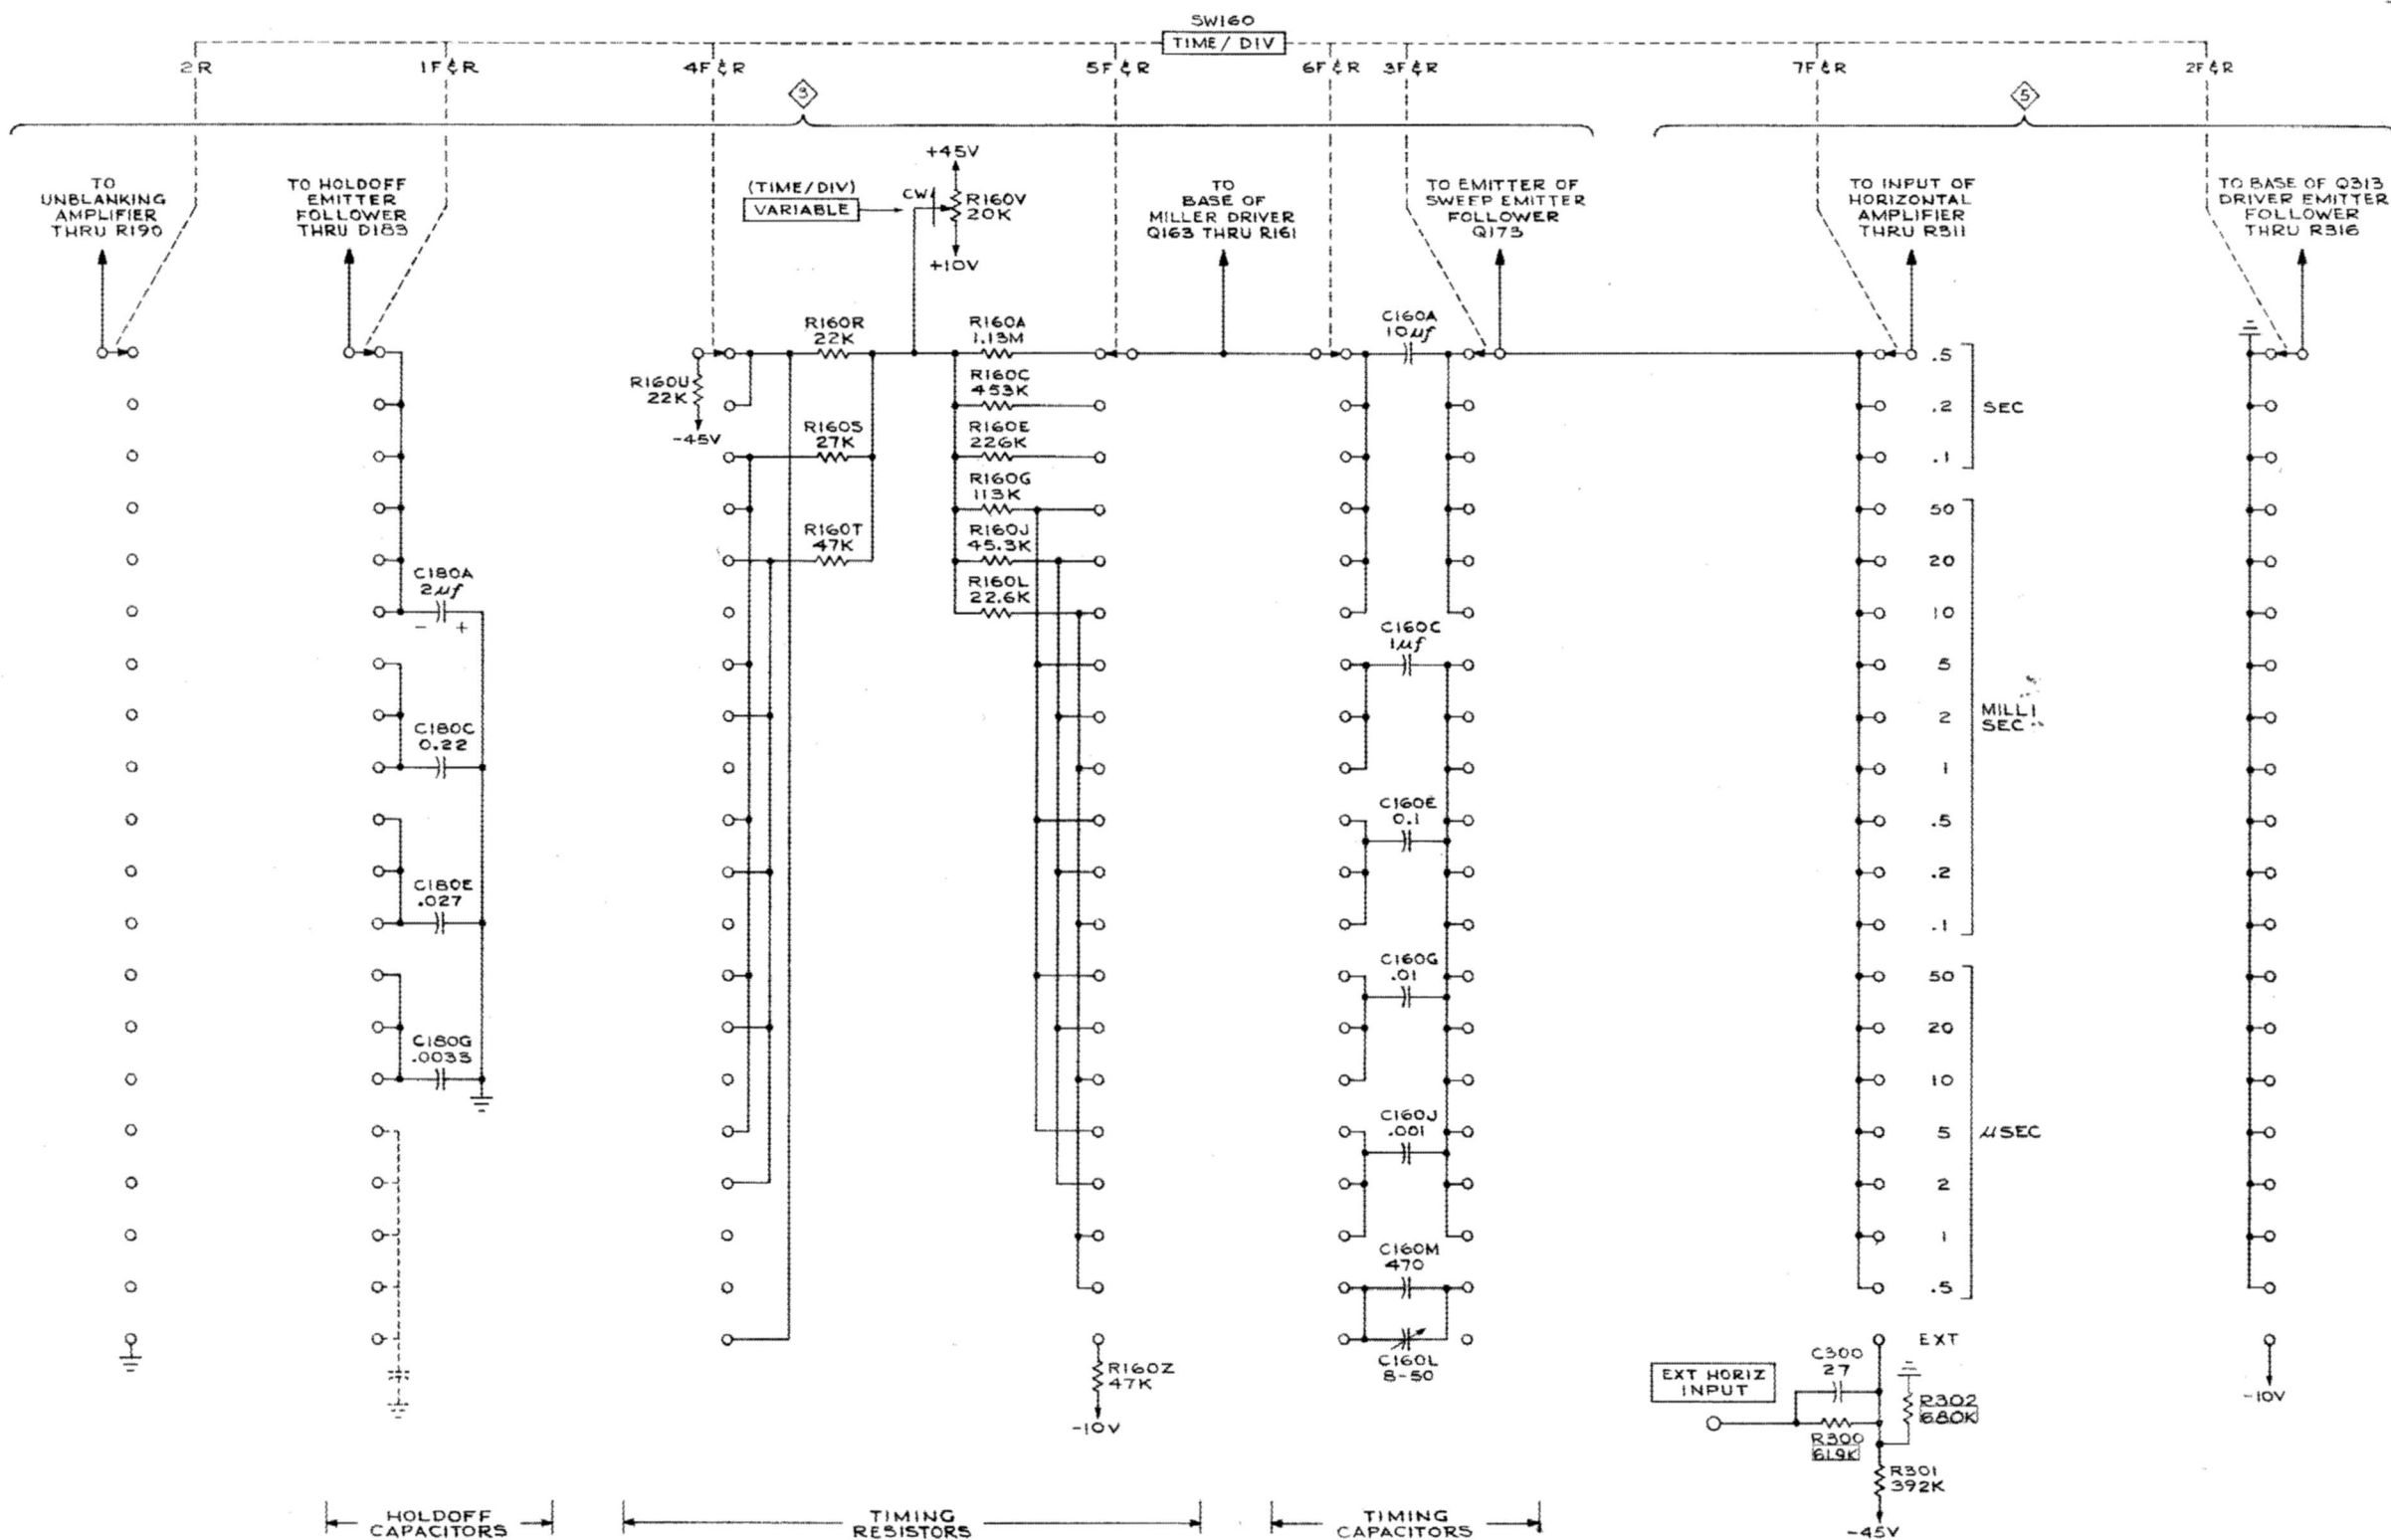 SW160
TIME / DIV
2R
1F & R
4F & R
5F & R
6F & R
3F & R
7F & R
2F & R
3
5
TO
UNBLANKING
AMPLIFIER
THRU R190
TO HOLDOFF
EMITTER
FOLLOWER
THRU D183
(TIME/DIV)
VARIABLE
CW
+45V
R160V
20K
+10V
TO
BASE OF
MILLER DRIVER
Q163 THRU R161
TO EMITTER OF
SWEEP EMITTER
FOLLOWER
Q173
TO INPUT OF
HORIZONTAL
AMPLIFIER
THRU R311
TO BASE OF Q313
DRIVER EMITTER
FOLLOWER
THRU R316
R160U
22K
-45V
R160R
22K
R160S
27K
R160T
47K
R160A
1.13M
R160C
453K
R160E
226K
R160G
113K
R160J
45.3K
R160L
22.6K
C180A
2µf
- +
C180C
0.22
C180E
.027
C180G
.0033
C160A
10µf
C160C
1µf
C160E
0.1
C160G
.01
C160J
.001
C160M
470
C160L
8-50
R160Z
47K
-10V
.5
.2
.1
SEC
50
20
10
5
2
1
.5
.2
.1
MILLI
SEC
50
20
10
5
2
1
.5
µSEC
EXT
EXT HORIZ
INPUT
C300
27
R300
619K
R302
680K
R301
392K
-45V
-10V
HOLDOFF
CAPACITORS
TIMING
RESISTORS
TIMING
CAPACITORS